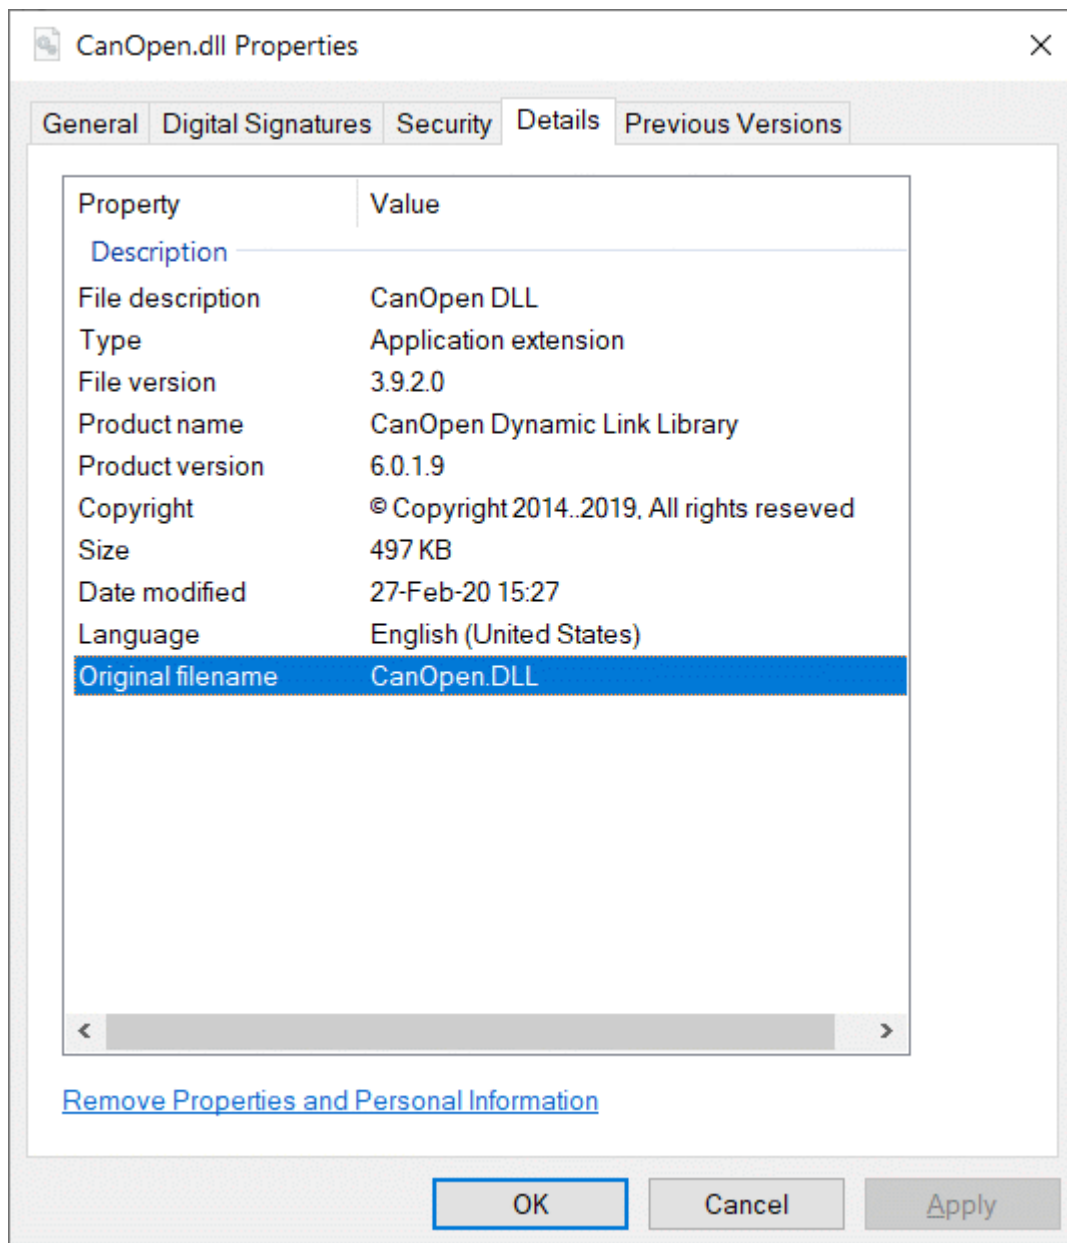 CanOpen.dll Properties
General Digital Signatures Security Details Previous Versions
Property Value
Description
File description CanOpen DLL
Type Application extension
File version 3.9.2.0
Product name CanOpen Dynamic Link Library
Product version 6.0.1.9
Copyright © Copyright 2014..2019, All rights reseved
Size 497 KB
Date modified 27-Feb-20 15:27
Language English (United States)
Original filename CanOpen.DLL
Remove Properties and Personal Information
OK Cancel Apply